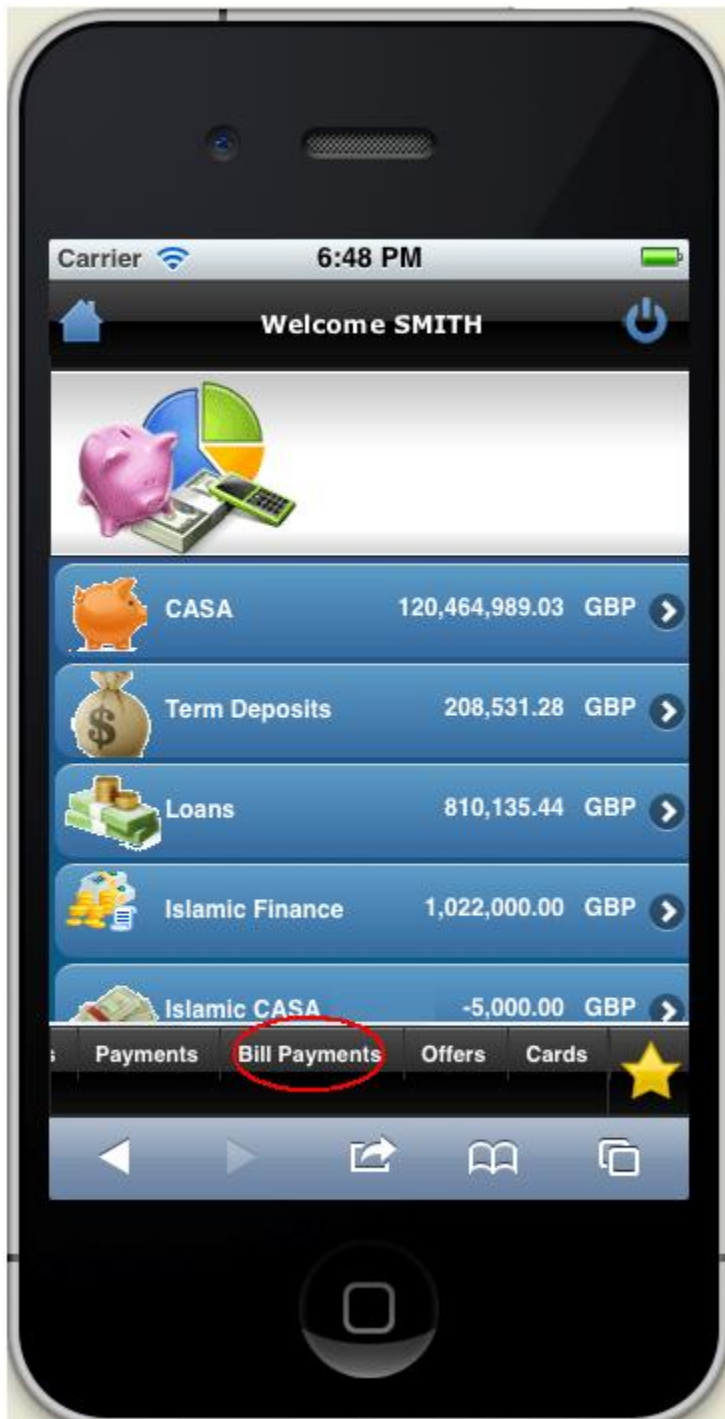 Carrier 6:48 PM
Welcome SMITH
CASA 120,464,989.03 GBP
$ Term Deposits 208,531.28 GBP
Loans 810,135.44 GBP
Islamic Finance 1,022,000.00 GBP
Islamic CASA -5,000.00 GBP
s Payments Bill Payments Offers Cards